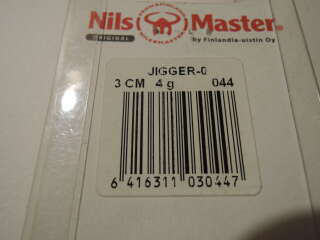 Nils Master®
ORIGINAL
by Finlandia-uistin Oy
JIGGER-0
3 CM 4 g 044
6 416311 030447